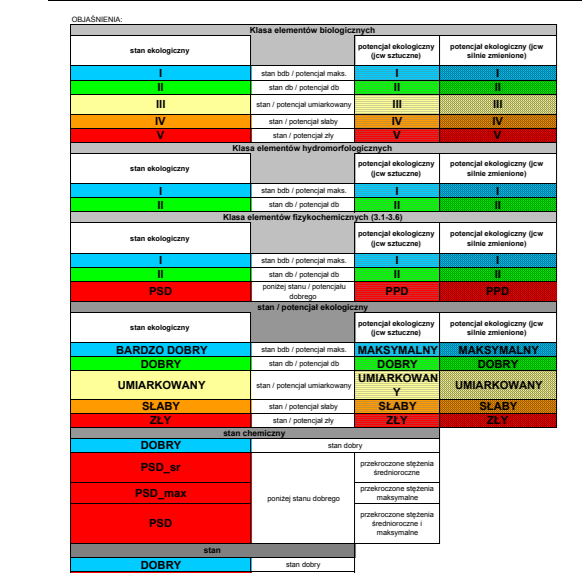 OBJAŚNIENIA:
Klasa elementów biologicznych
stan ekologiczny potencjał ekologiczny (jcw sztuczne) potencjał ekologiczny (jcw silnie zmienione)
I stan bdb / potencjał maks. I I
II stan db / potencjał db II II
III stan / potencjał umiarkowany III III
IV stan / potencjał słaby IV IV
V stan / potencjał zły V V
Klasa elementów hydromorfologicznych
stan ekologiczny potencjał ekologiczny (jcw sztuczne) potencjał ekologiczny (jcw silnie zmienione)
I stan bdb / potencjał maks. I I
II stan db / potencjał db II II
Klasa elementów fizykochemicznych (3.1-3.6)
stan ekologiczny potencjał ekologiczny (jcw sztuczne) potencjał ekologiczny (jcw silnie zmienione)
I stan bdb / potencjał maks. I I
II stan db / potencjał db II II
PSD poniżej stanu / potencjału dobrego PPD PPD
stan / potencjał ekologiczny
stan ekologiczny potencjał ekologiczny (jcw sztuczne) potencjał ekologiczny (jcw silnie zmienione)
BARDZO DOBRY stan bdb / potencjał maks. MAKSYMALNY MAKSYMALNY
DOBRY stan db / potencjał db DOBRY DOBRY
UMIARKOWANY stan / potencjał umiarkowany UMIARKOWANY UMIARKOWANY
SŁABY stan / potencjał słaby SŁABY SŁABY
ZŁY stan / potencjał zły ZŁY ZŁY
stan chemiczny
DOBRY stan dobry
PSD_sr poniżej stanu dobrego przekroczone stężenia średnioroczne
PSD_max przekroczone stężenia maksymalne
PSD przekroczone stężenia średnioroczne i maksymalne
stan
DOBRY stan dobry